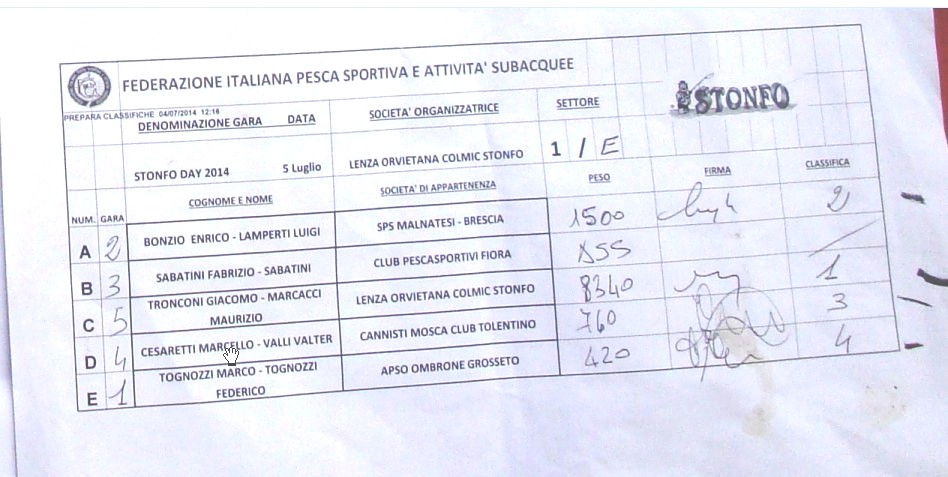 FEDERAZIONE ITALIANA PESCA SPORTIVA E ATTIVITA' SUBACQUEE
PREPARA CLASSIFICHE 04/07/2014 12:16
DENOMINAZIONE GARA DATA SOCIETA' ORGANIZZATRICE SETTORE STONFO
STONFO DAY 2014 5 Luglio LENZA ORVIETANA COLMIC STONFO 1 / E
NUM. GARA COGNOME E NOME SOCIETA' DI APPARTENENZA PESO FIRMA CLASSIFICA
A 2 BONZIO ENRICO - LAMPERTI LUIGI SPS MALNATESI - BRESCIA 1500 2
B 3 SABATINI FABRIZIO - SABATINI CLUB PESCASPORTIVI FIORA ASS
C 5 TRONCONI GIACOMO - MARCACCI LENZA ORVIETANA COLMIC STONFO 8340 1
MAURIZIO
D 4 CESARETTI MARCELLO - VALLI VALTER CANNISTI MOSCA CLUB TOLENTINO 760 3
E 1 TOGNOZZI MARCO - TOGNOZZI APSO OMBRONE GROSSETO 420 4
FEDERICO